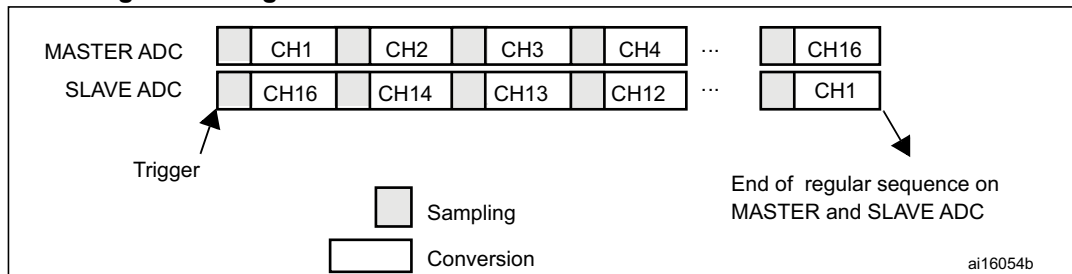 MASTER ADC CH1 CH2 CH3 CH4 ... CH16
SLAVE ADC CH16 CH14 CH13 CH12 ... CH1
Trigger
End of regular sequence on
MASTER and SLAVE ADC
Sampling
Conversion
ai16054b